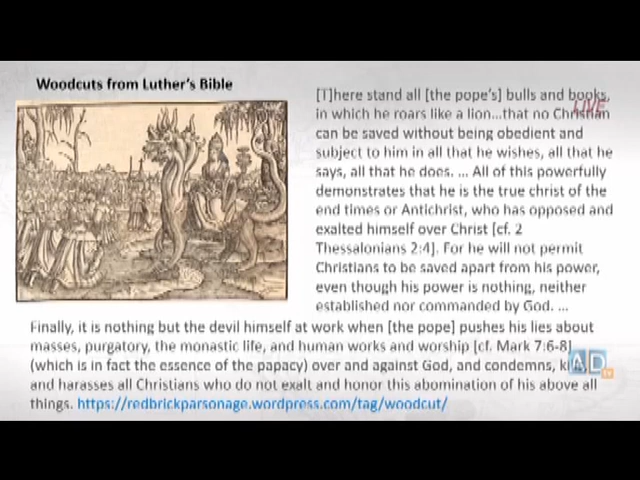 Woodcuts from Luther's Bible
[T]here stand all [the pope's] bulls and books,
in which he roars like a lion...that no Christian
can be saved without being obedient and
subject to him in all that he wishes, all that he
says, all that he does. ... All of this powerfully
demonstrates that he is the true christ of the
end times or Antichrist, who has opposed and
exalted himself over Christ [cf. 2
Thessalonians 2:4]. For he will not permit
Christians to be saved apart from his power,
even though his power is nothing, neither
established nor commanded by God. ...
Finally, it is nothing but the devil himself at work when [the pope] pushes his lies about
masses, purgatory, the monastic life, and human works and worship [cf. Mark 7:6-8]
(which is in fact the essence of the papacy) over and against God, and condemns, kills,
and harasses all Christians who do not exalt and honor this abomination of his above all
things. https://redbrickparsonage.wordpress.com/tag/woodcut/
LIVE
AD
TV